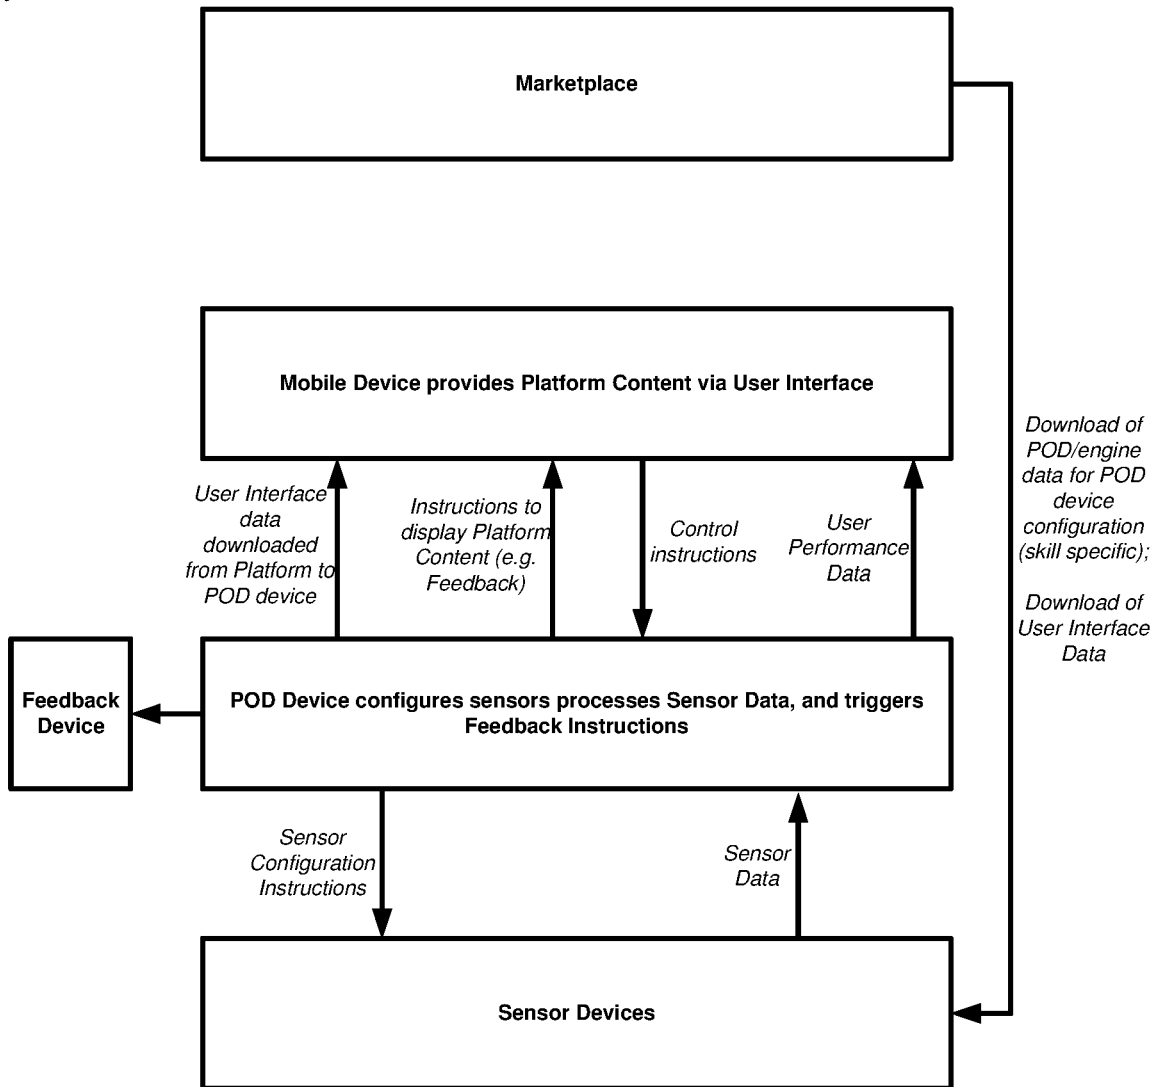 Marketplace
Mobile Device provides Platform Content via User Interface
Download of
POD/engine
data for POD
device
configuration
(skill specific);
Download of
User Interface
Data
User Interface
data
downloaded
from Platform to
POD device
Instructions to
display Platform
Content (e.g.
Feedback)
Control
instructions
User
Performance
Data
Feedback
Device
POD Device configures sensors processes Sensor Data, and triggers
Feedback Instructions
Sensor
Configuration
Instructions
Sensor
Data
Sensor Devices